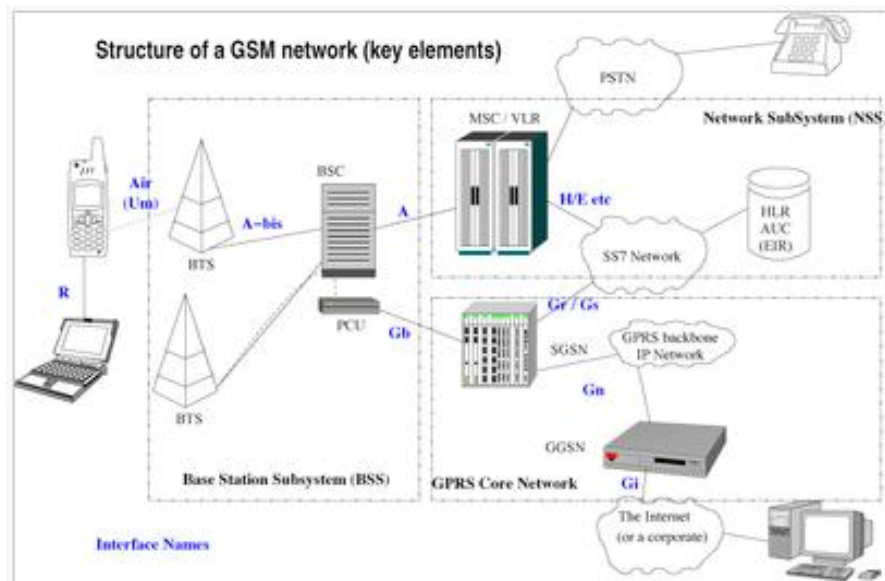 Structure of a GSM network (key elements)
PSTN
MSC / VLR
Network SubSystem (NSS)
BSC
Air
(Um)
A-bis
A
H/E etc
HLR
AUC
(EIR)
BTS
SS7 Network
R
PCU
Gb
Gr / Gs
SGSN
GPRS backbone
IP Network
Gn
BTS
GGSN
Base Station Subsystem (BSS)
GPRS Core Network
Gi
The Internet
(or a corporate)
Interface Names